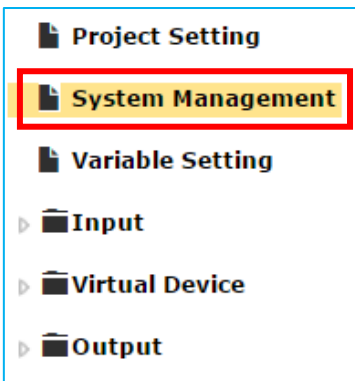 Project Setting
System Management
Variable Setting
Input
Virtual Device
Output